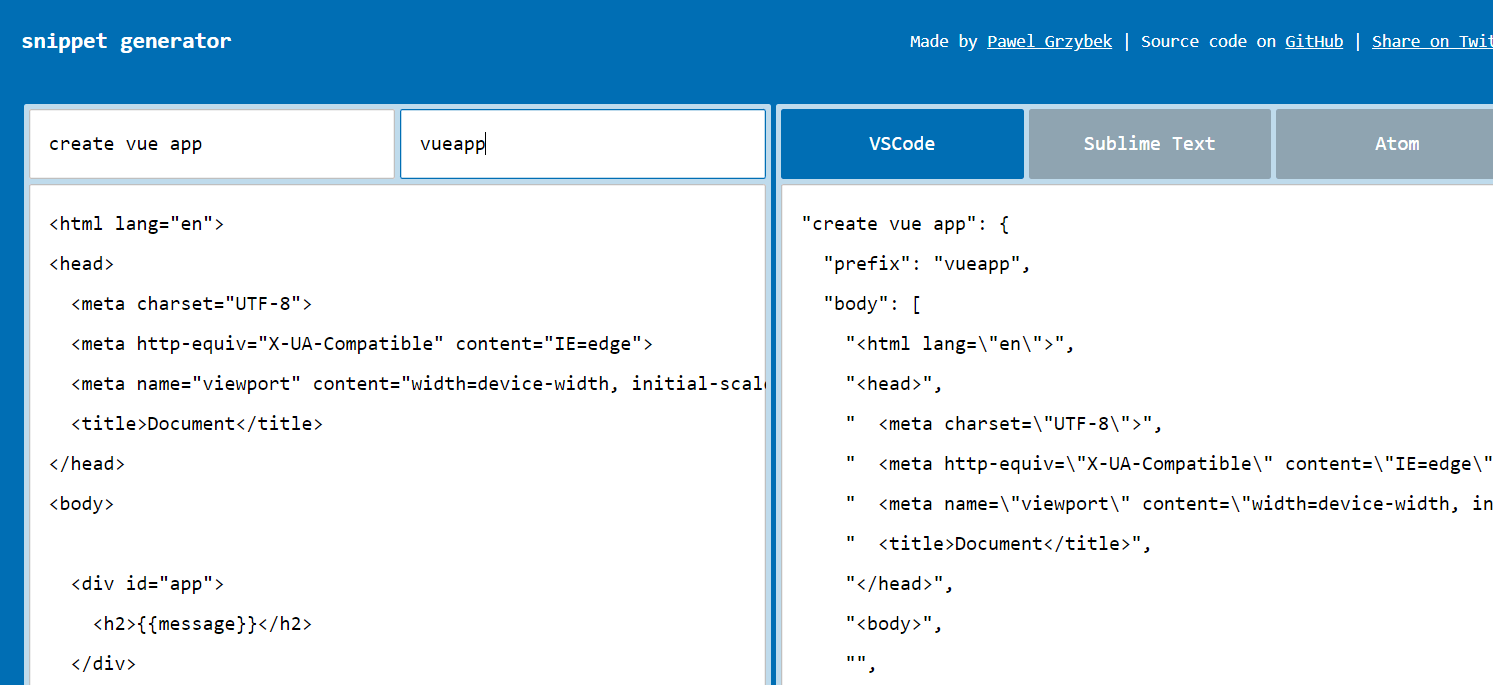 snippet generator
Made by Pawel Grzybek | Source code on GitHub | Share on
create vue app
vueapp
<html lang="en">
<head>
  <meta charset="UTF-8">
  <meta http-equiv="X-UA-Compatible" content="IE=edge">
  <meta name="viewport" content="width=device-width,
  <title>Document</title>
</head>
<body>

  <div id="app">
    <h2>{{message}}</h2>
  </div>
VSCode
Sublime Text
Atom
"create vue app": {
  "prefix": "vueapp",
  "body": [
    "<html lang=\"en\">",
    "<head>",
    "  <meta charset=\"UTF-8\">",
    "  <meta http-equiv=\"X-UA-Compatible\" content=\"IE=edge\"
    "  <meta name=\"viewport\" content=\"width=device-width,
    "  <title>Document</title>",
    "</head>",
    "<body>",
    "",